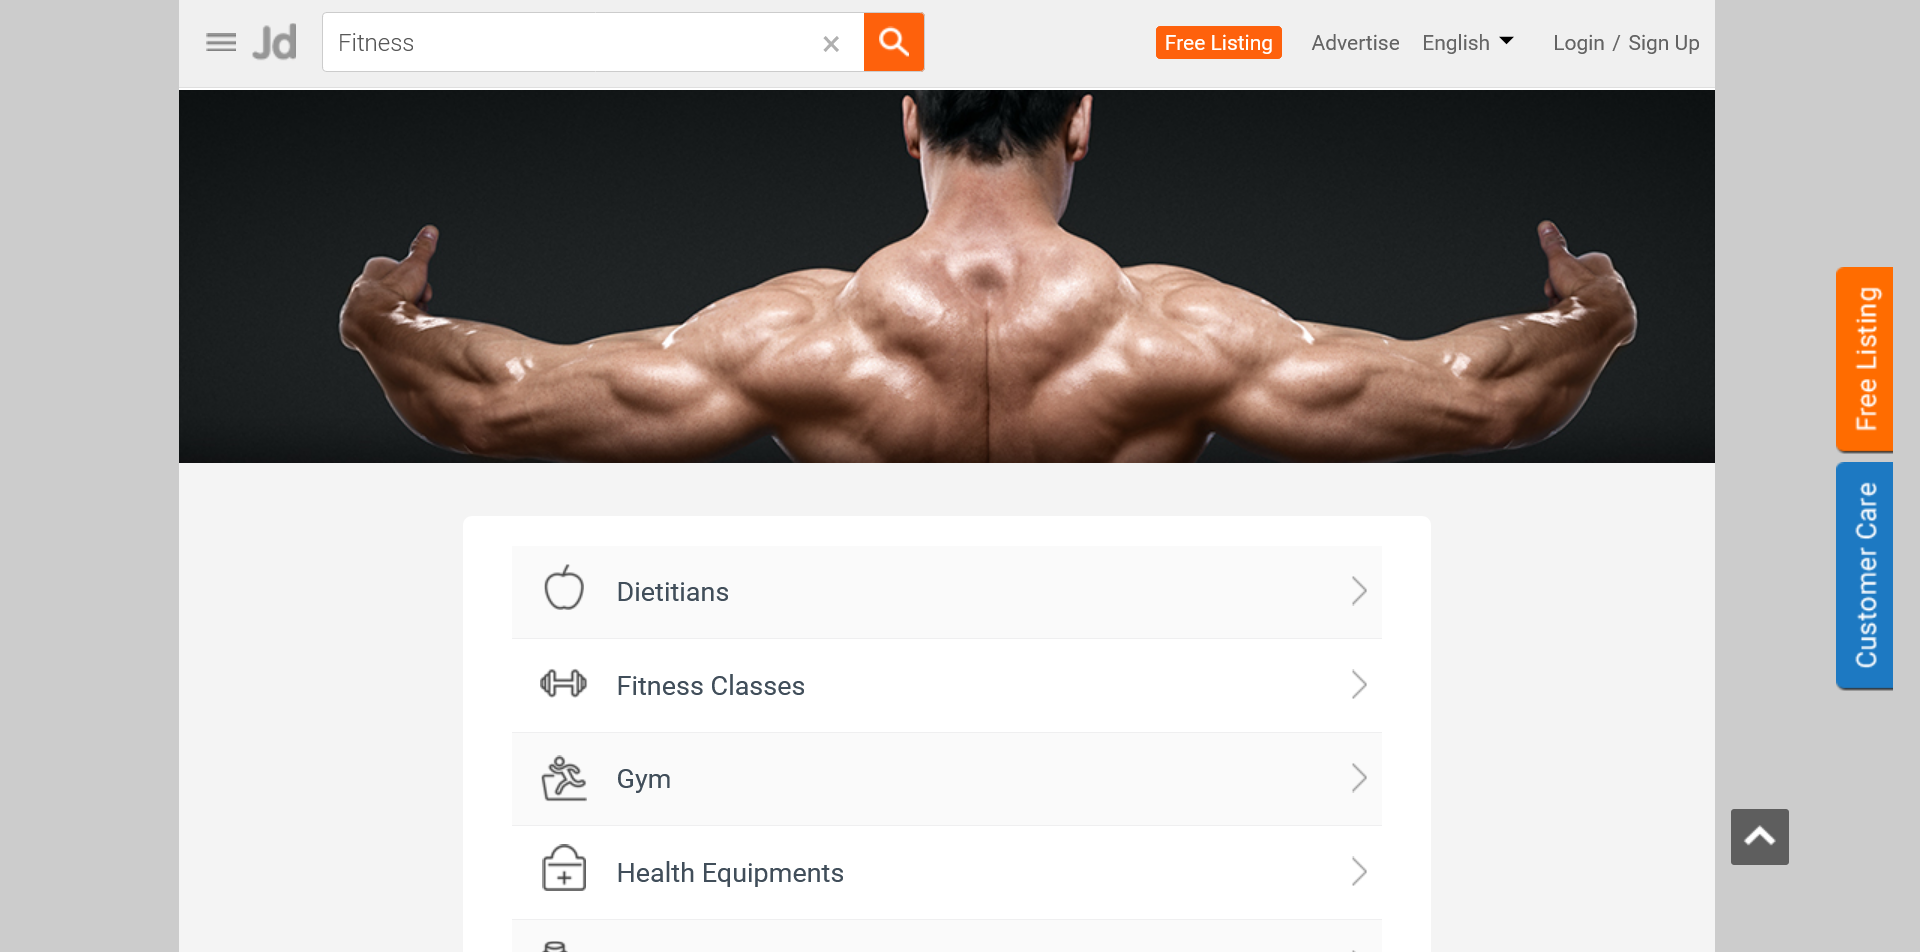 Jd
Fitness
Free Listing
Advertise
English
Login / Sign Up
Free Listing
Customer Care
Dietitians
Fitness Classes
Gym
Health Equipments